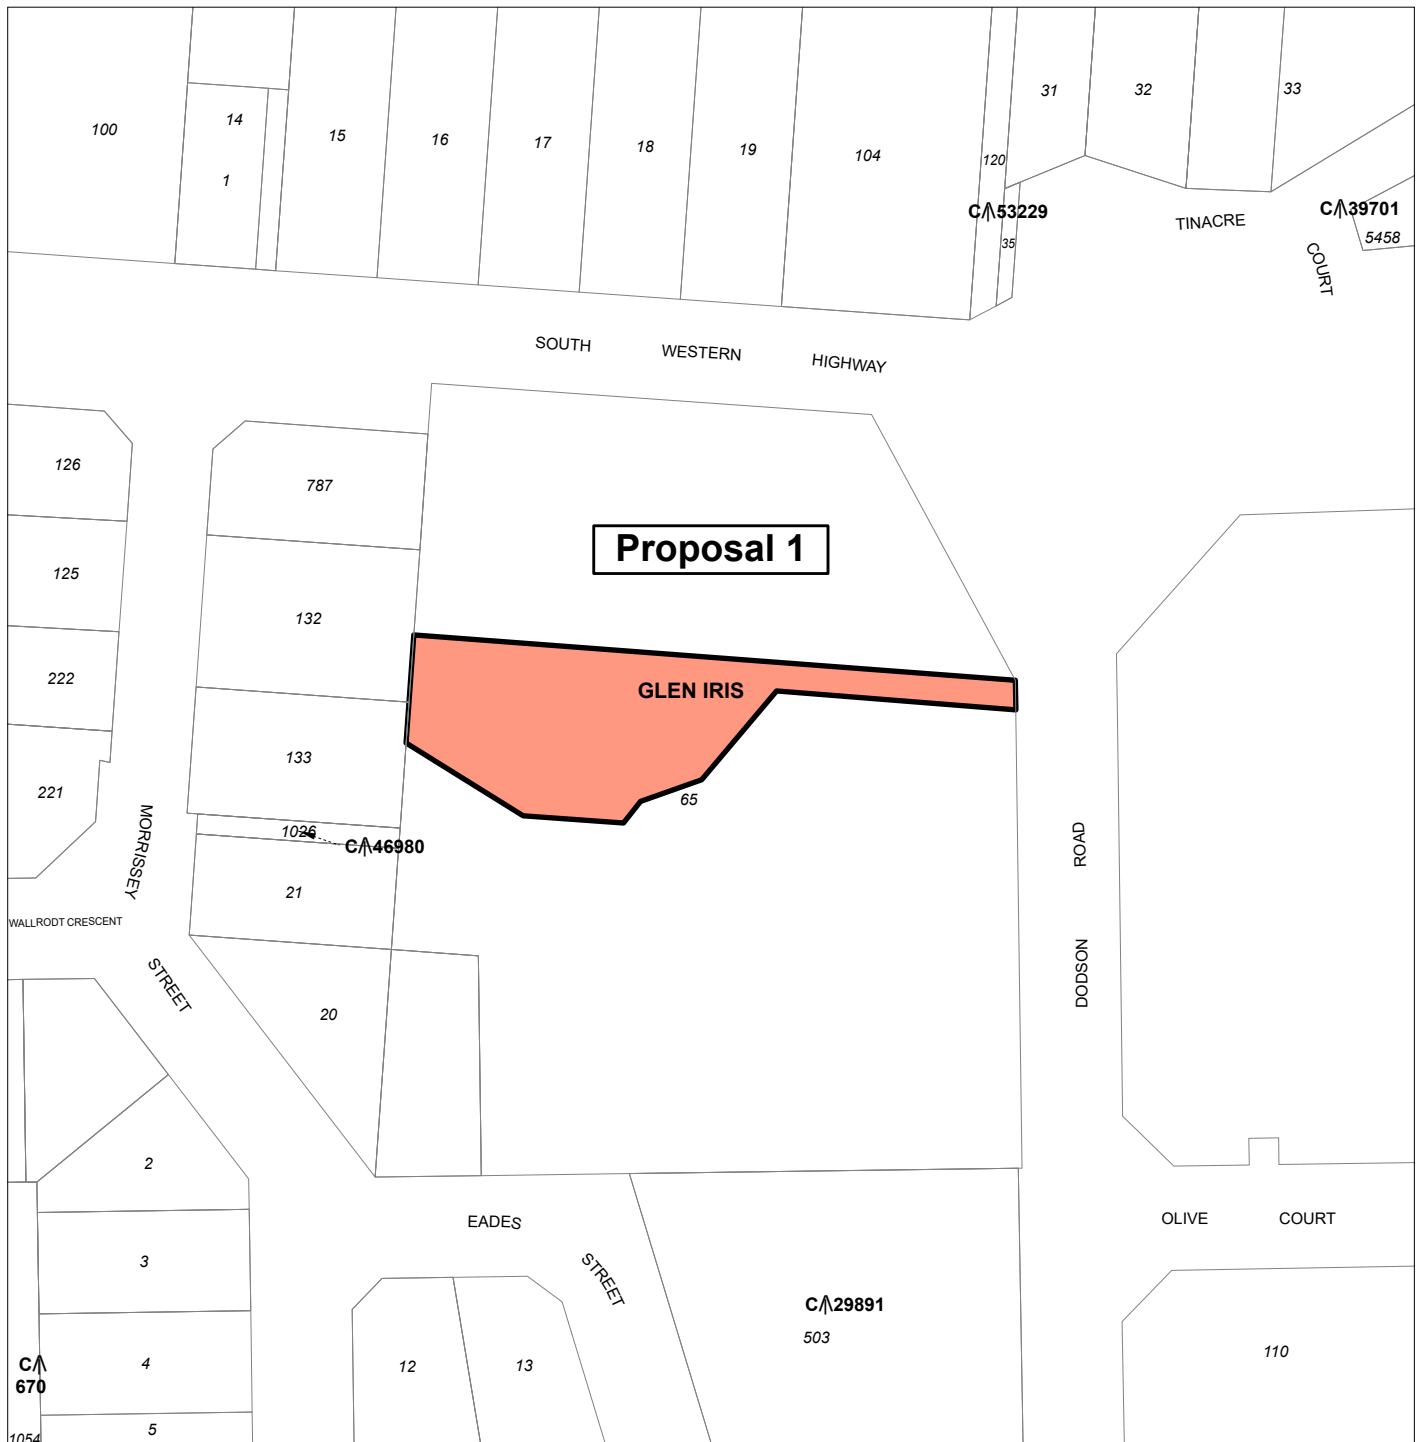 100
14
1
15
16
17
18
19
104
120
31
32
33
C/|\53229
35
TINACRE
COURT
C/|\39701
5458
SOUTH WESTERN HIGHWAY
126
787
125
132
222
133
221
Proposal 1
GLEN IRIS
65
1026
C/|\46980
21
MORRISSEY
STREET
WALLRODT CRESCENT
20
DODSON ROAD
2
3
4
5
C/|\
670
1054
EADES
STREET
12
13
C/|\29891
503
OLIVE COURT
110